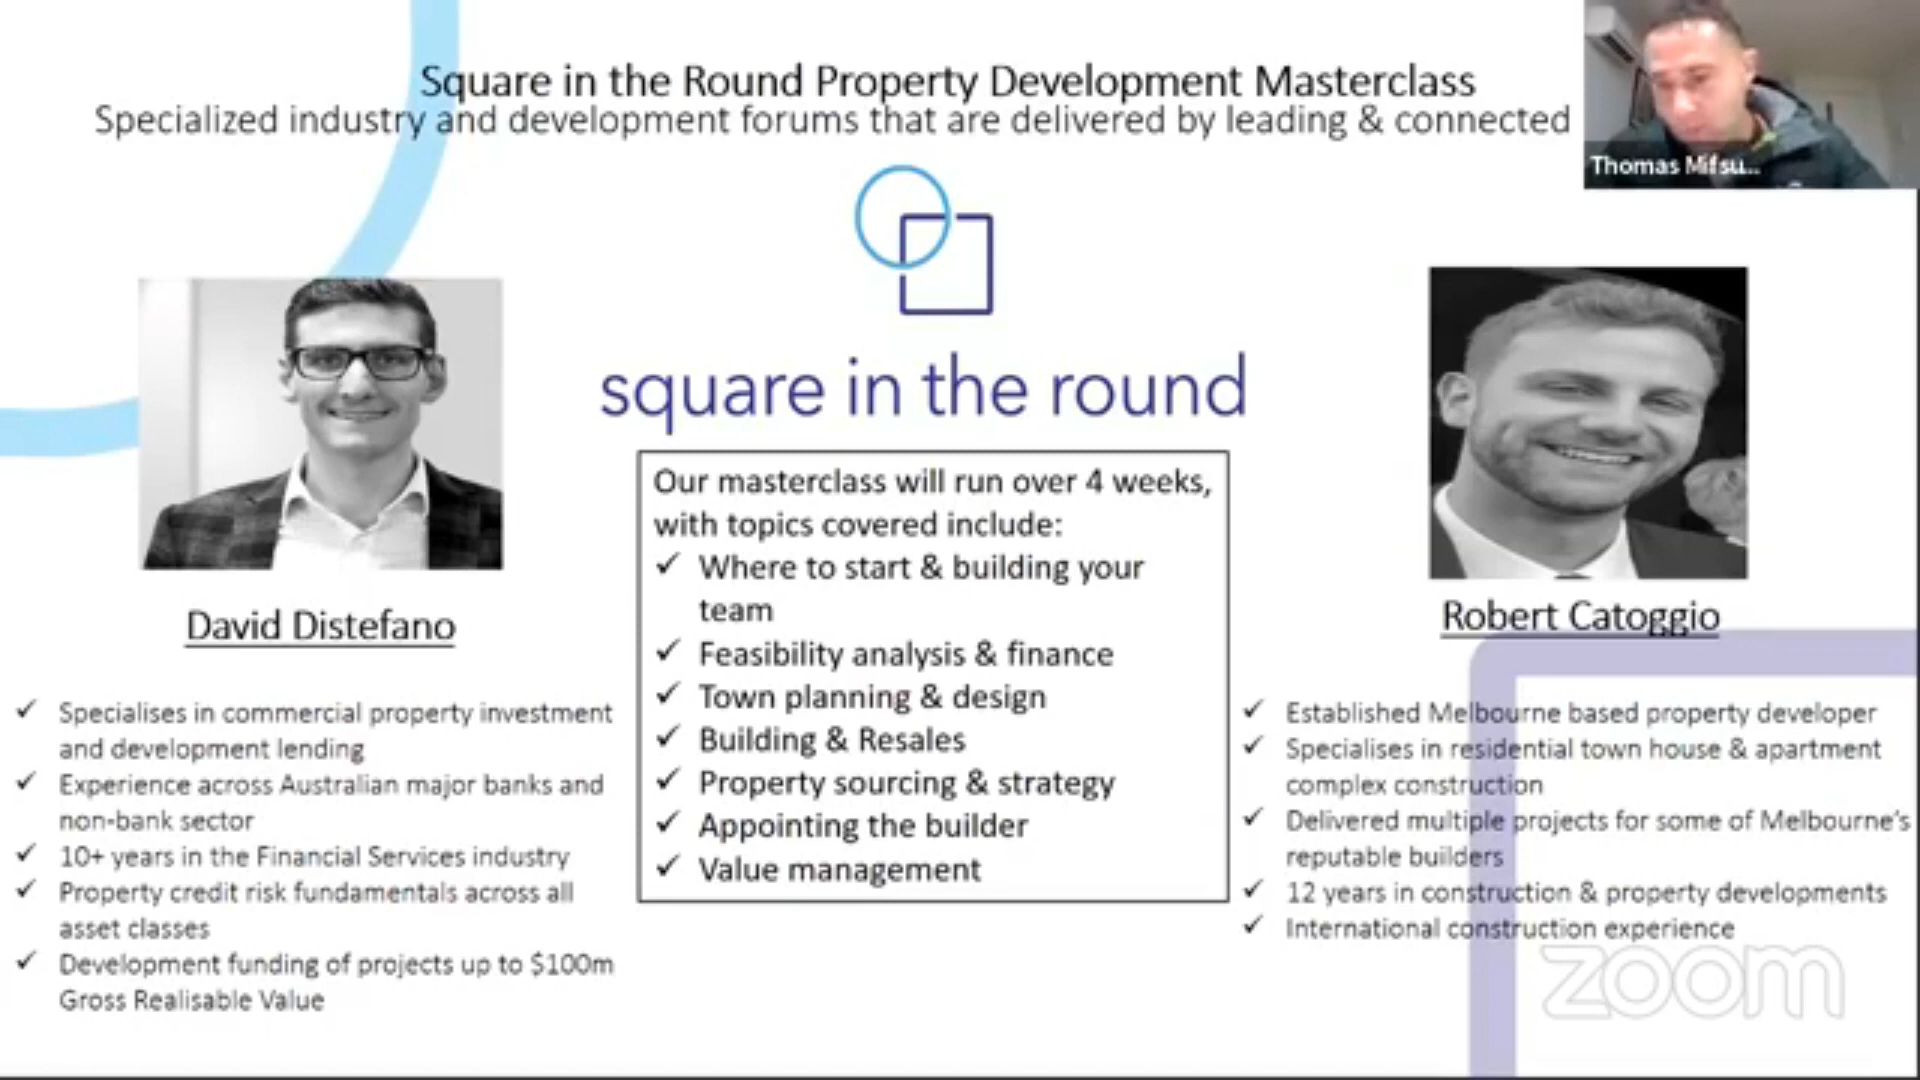 Square in the Round Property Development Masterclass
Specialized industry and development forums that are delivered by leading & connected
Thomas Mifsu...
square in the round
David Distefano
✓ Specialises in commercial property investment
and development lending
✓ Experience across Australian major banks and
non-bank sector
✓ 10+ years in the Financial Services industry
✓ Property credit risk fundamentals across all
asset classes
✓ Development funding of projects up to $100m
Gross Realisable Value
Our masterclass will run over 4 weeks,
with topics covered include:
✓ Where to start & building your
team
✓ Feasibility analysis & finance
✓ Town planning & design
✓ Building & Resales
✓ Property sourcing & strategy
✓ Appointing the builder
✓ Value management
Robert Catoggio
✓ Established Melbourne based property developer
✓ Specialises in residential town house & apartment
complex construction
✓ Delivered multiple projects for some of Melbourne's
reputable builders
✓ 12 years in construction & property developments
✓ International construction experience
zoom